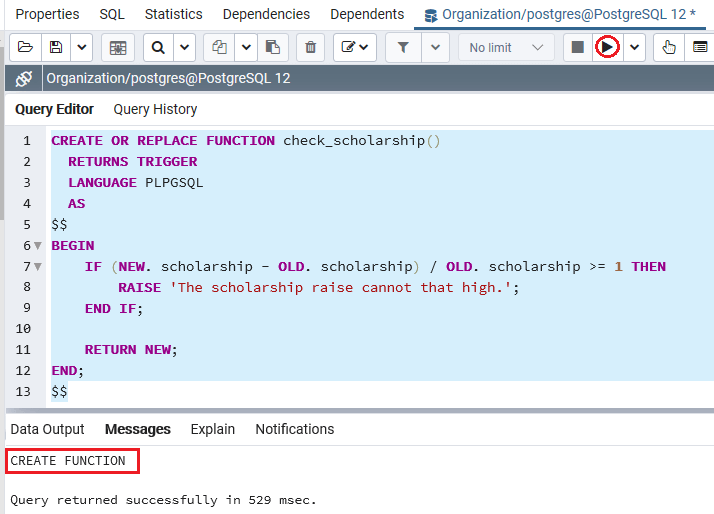 Properties SQL Statistics Dependencies Dependents Organization/postgres@PostgreSQL 12 *
No limit
Organization/postgres@PostgreSQL 12
Query Editor Query History
1 CREATE OR REPLACE FUNCTION check_scholarship()
2 RETURNS TRIGGER
3 LANGUAGE PLPGSQL
4 AS
5 $$
6 BEGIN
7 IF (NEW. scholarship - OLD. scholarship) / OLD. scholarship >= 1 THEN
8 RAISE 'The scholarship raise cannot that high.';
9 END IF;
10
11 RETURN NEW;
12 END;
13 $$
Data Output Messages Explain Notifications
CREATE FUNCTION
Query returned successfully in 529 msec.